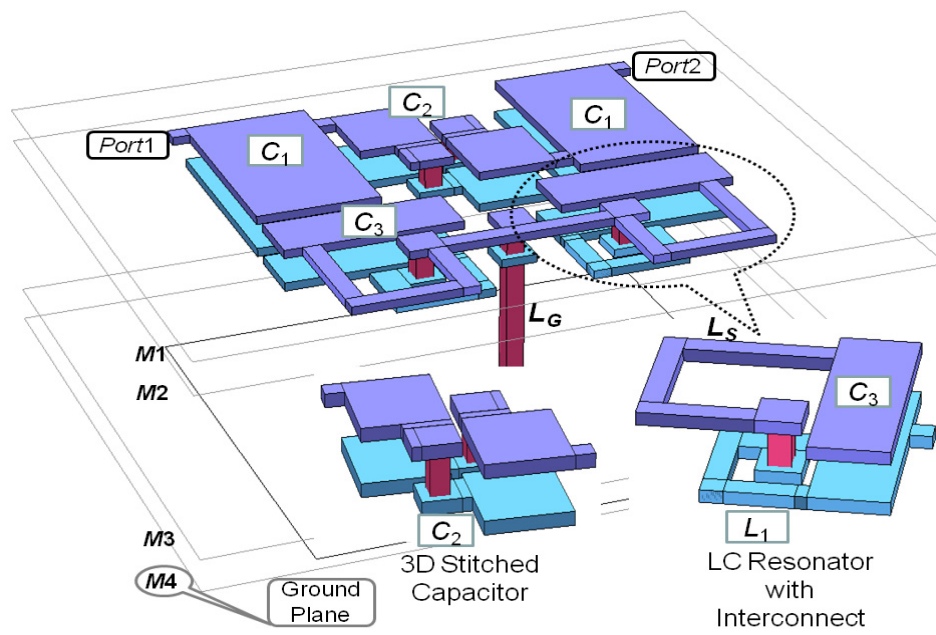 Port2
C2
C1
Port1
C1
C3
LG
LS
M1
M2
C3
C2
L1
M3
3D Stitched
Capacitor
LC Resonator
with
Interconnect
M4
Ground
Plane